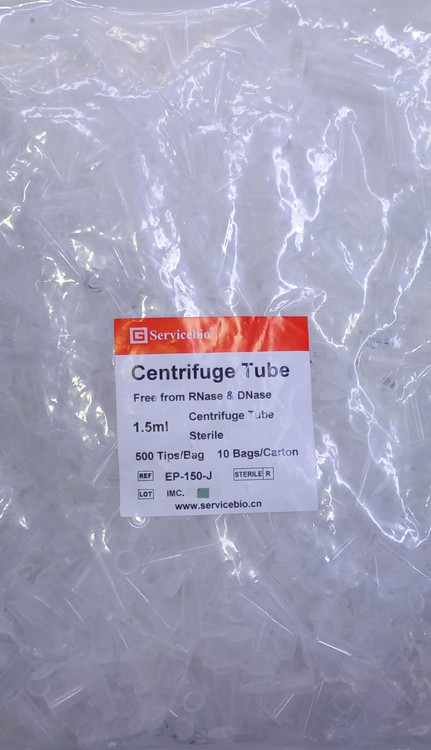 Servicebio
Centrifuge Tube
Free from RNase & DNase
1.5ml
Centrifuge Tube
Sterile
500 Tips/Bag 10 Bags/Carton
REF EP-150-J STERILE R
LOT IMC.
www.servicebio.cn